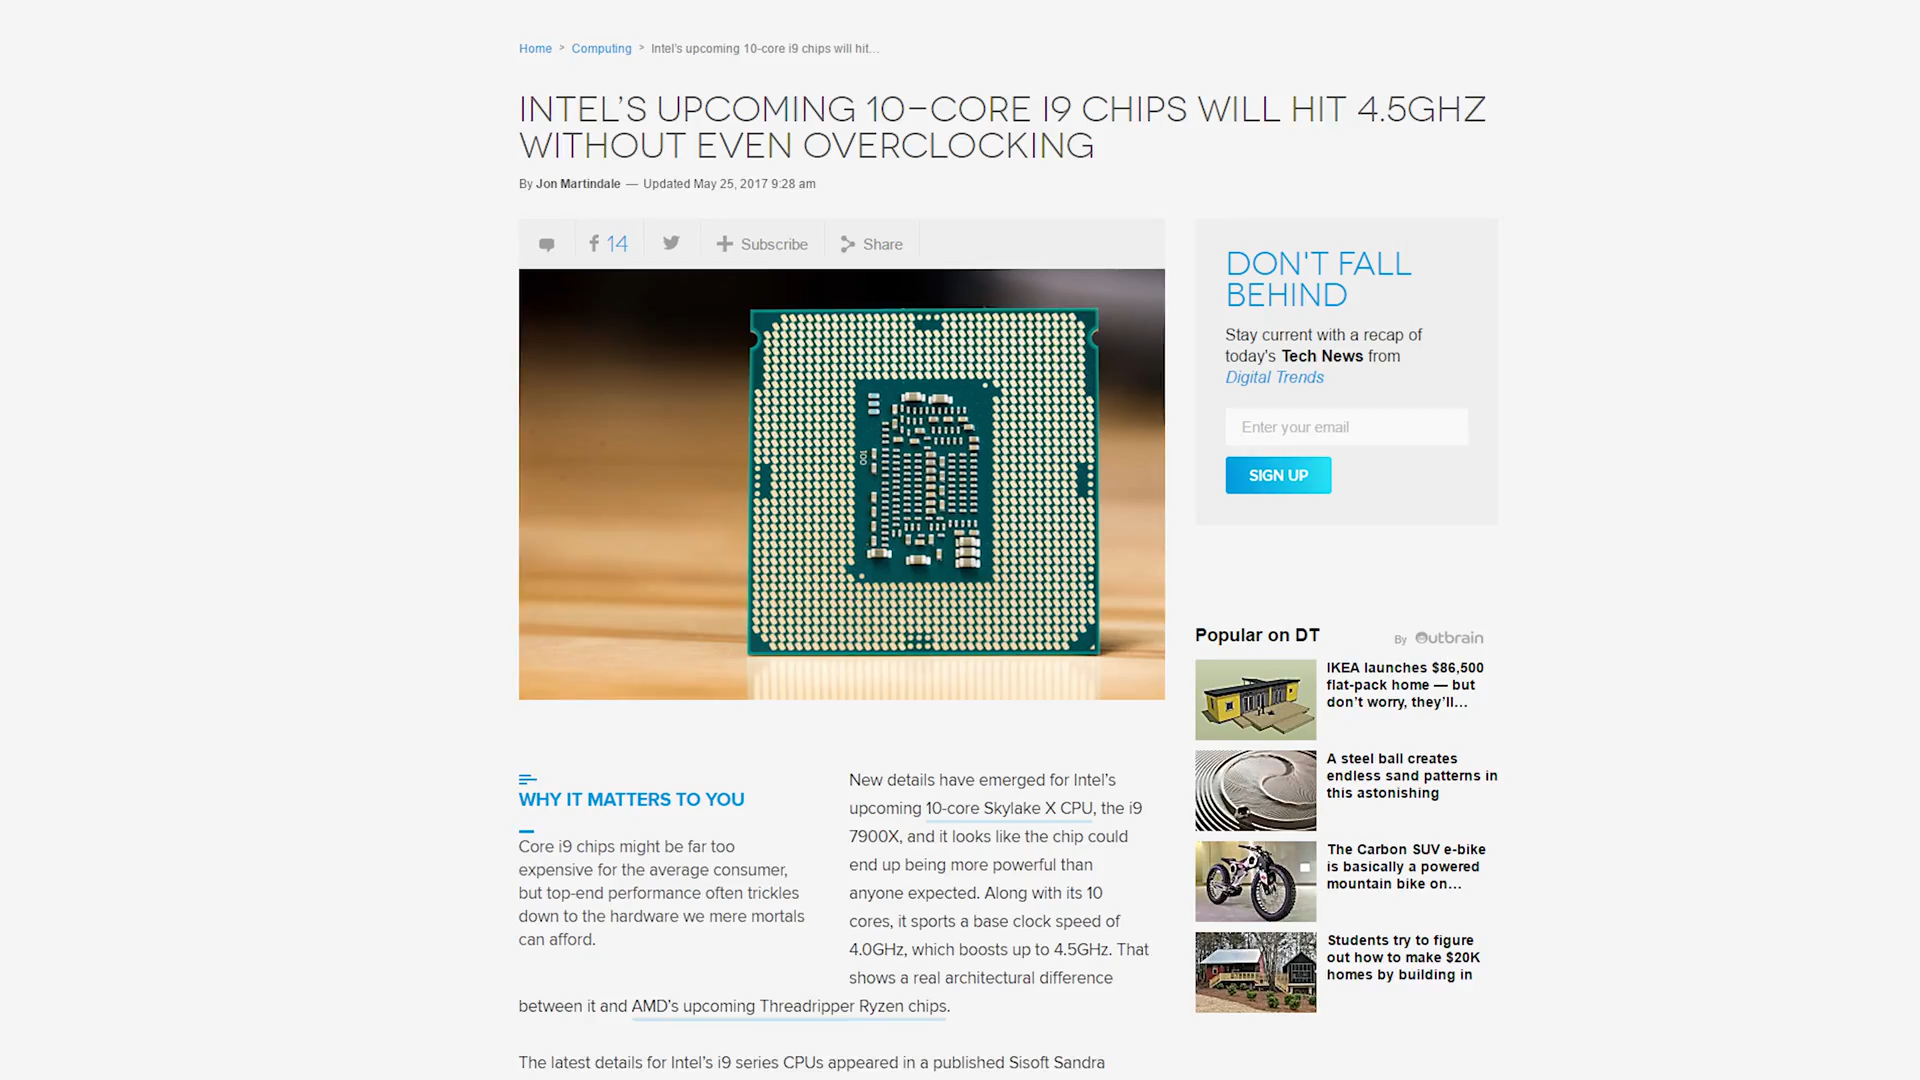 Home > Computing > Intel's upcoming 10-core i9 chips will hit...
INTEL'S UPCOMING 10-CORE I9 CHIPS WILL HIT 4.5GHZ
WITHOUT EVEN OVERCLOCKING
By Jon Martindale — Updated May 25, 2017 9:28 am
14 Subscribe Share
100
WHY IT MATTERS TO YOU
Core i9 chips might be far too
expensive for the average consumer,
but top-end performance often trickles
down to the hardware we mere mortals
can afford.
New details have emerged for Intel's
upcoming 10-core Skylake X CPU, the i9
7900X, and it looks like the chip could
end up being more powerful than
anyone expected. Along with its 10
cores, it sports a base clock speed of
4.0GHz, which boosts up to 4.5GHz. That
shows a real architectural difference
between it and AMD's upcoming Threadripper Ryzen chips.
The latest details for Intel's i9 series CPUs appeared in a published Sisoft Sandra
DON'T FALL
BEHIND
Stay current with a recap of
today's Tech News from
Digital Trends
Enter your email
SIGN UP
Popular on DT
By Outbrain
IKEA launches $86,500
flat-pack home — but
don't worry, they'll...
A steel ball creates
endless sand patterns in
this astonishing
The Carbon SUV e-bike
is basically a powered
mountain bike on...
Students try to figure
out how to make $20K
homes by building in